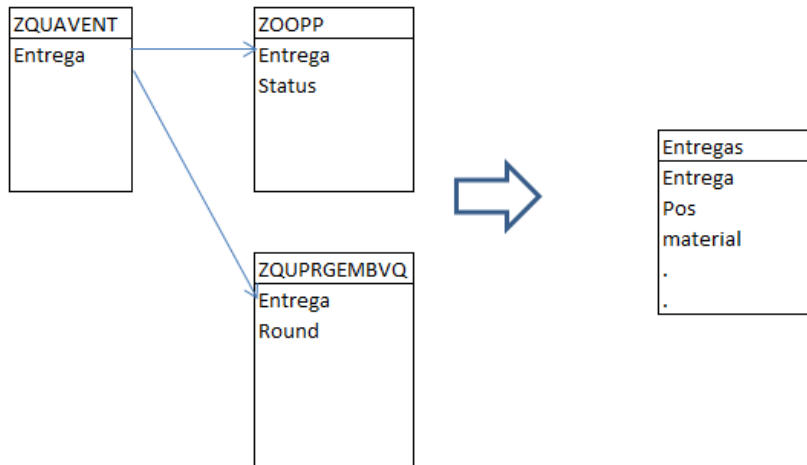 ZQUAVENT
Entrega
ZOOPP
Entrega
Status
ZQUPRGEMBVQ
Entrega
Round
Entregas
Entrega
Pos
material
.
.